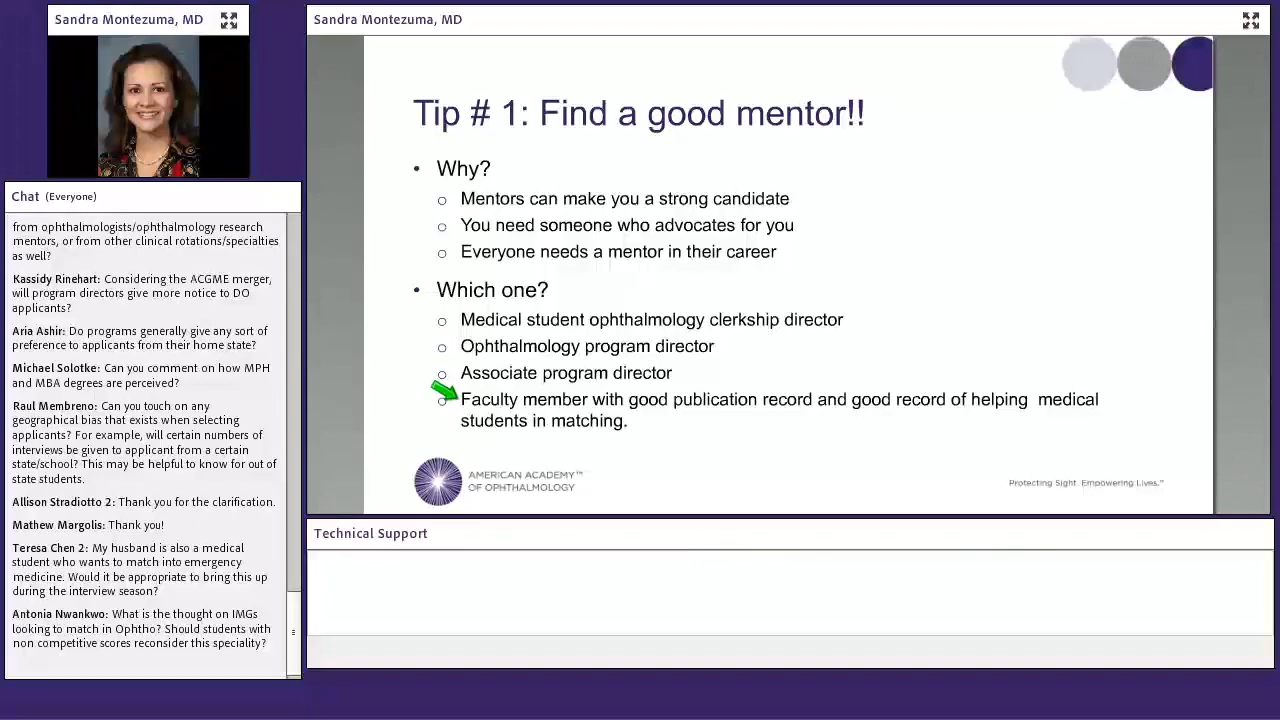 Sandra Montezuma, MD
Chat (Everyone)
from ophthalmologists/ophthalmology research
mentors, or from other clinical rotations/specialties
as well?
Kassidy Rinehart: Considering the ACGME merger,
will program directors give more notice to DO
applicants?
Aria Ashir: Do programs generally give any sort of
preference to applicants from their home state?
Michael Solotke: Can you comment on how MPH
and MBA degrees are perceived?
Raul Membreno: Can you touch on any
geographical bias that exists when selecting
applicants? For example, will certain numbers of
interviews be given to applicant from a certain
state/school? This may be helpful to know for out of
state students.
Allison Stradiotto 2: Thank you for the clarification.
Mathew Margolis: Thank you!
Teresa Chen 2: My husband is also a medical
student who wants to match into emergency
medicine. Would it be appropriate to bring this up
during the interview season?
Antonia Nwankwo: What is the thought on IMGs
looking to match in Ophtho? Should students with
non competitive scores reconsider this speciality?
Sandra Montezuma, MD
Tip # 1: Find a good mentor!!
• Why?
o Mentors can make you a strong candidate
o You need someone who advocates for you
o Everyone needs a mentor in their career
• Which one?
o Medical student ophthalmology clerkship director
o Ophthalmology program director
o Associate program director
o Faculty member with good publication record and good record of helping medical
students in matching.
AMERICAN ACADEMY™
OF OPHTHALMOLOGY
Protecting Sight. Empowering Lives.™
Technical Support